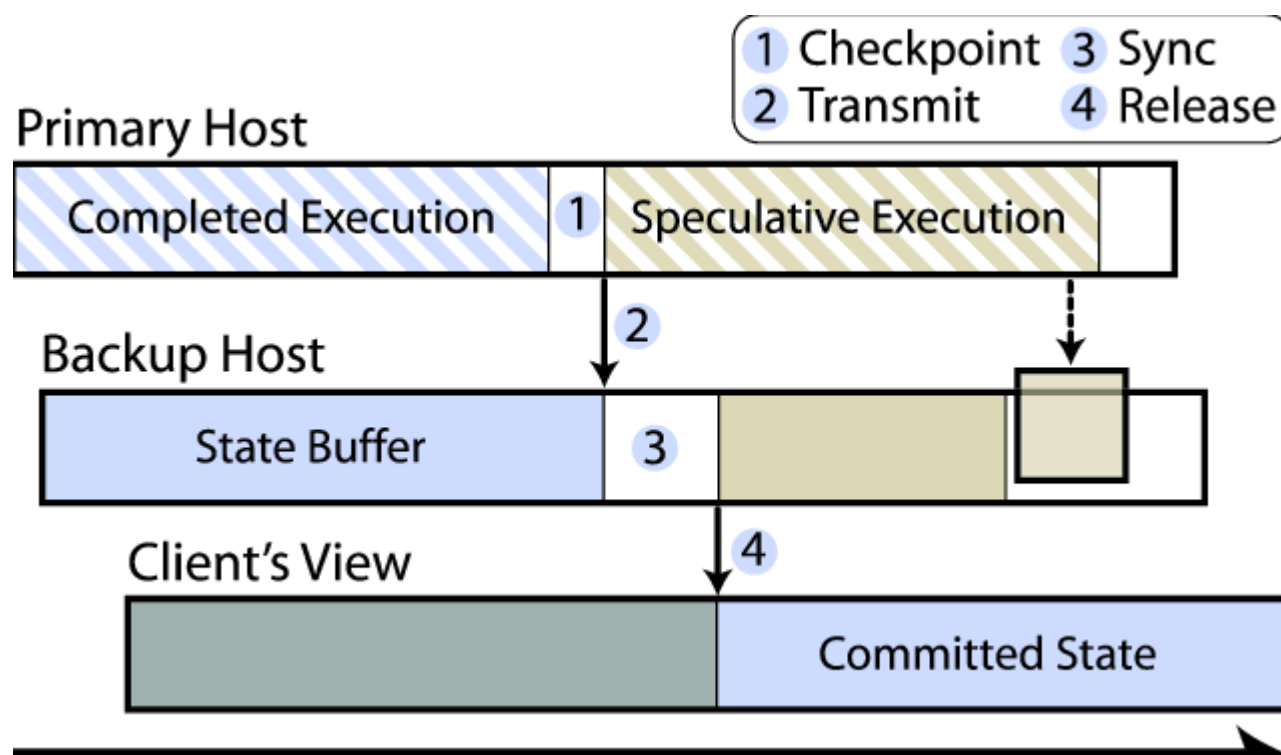 1 Checkpoint 3 Sync
2 Transmit 4 Release
Primary Host
Completed Execution 1 Speculative Execution
2
Backup Host
State Buffer 3
4
Client’s View
Committed State